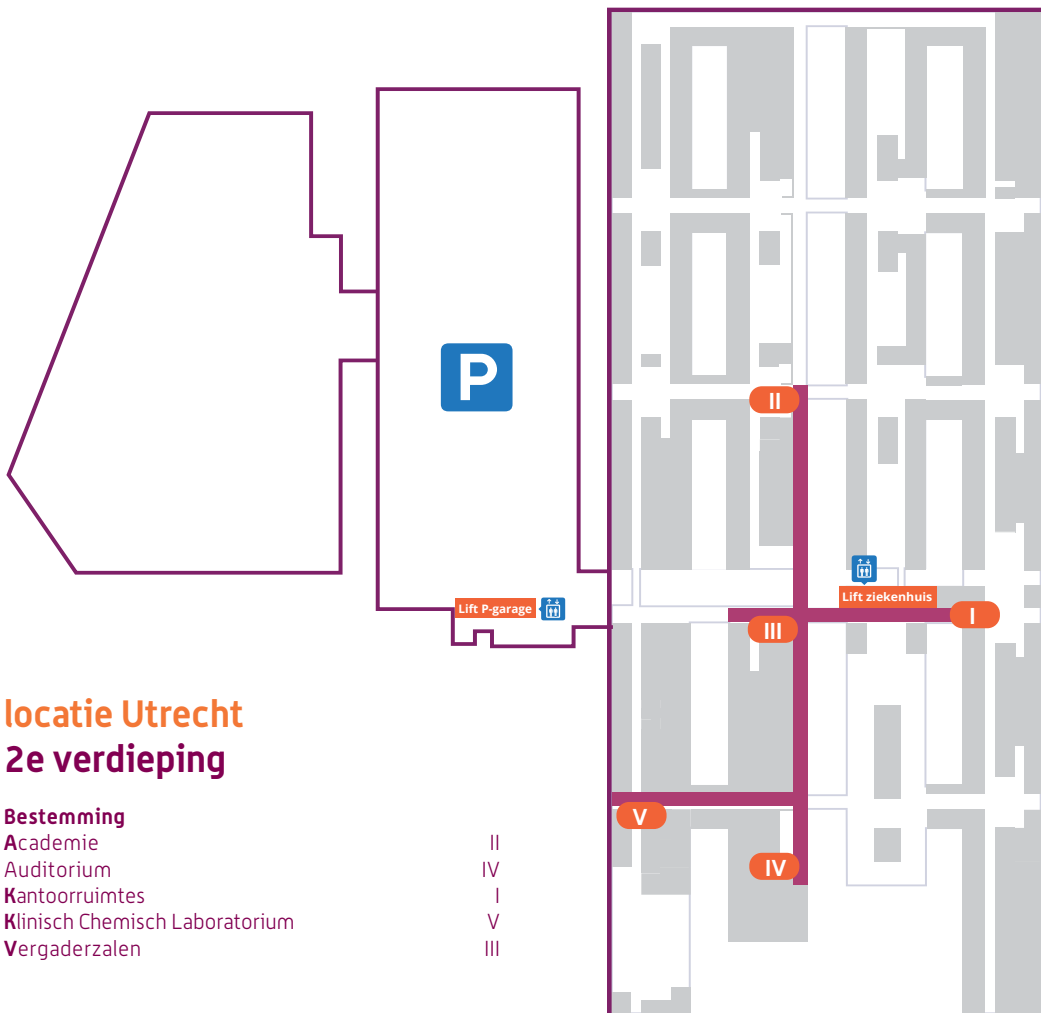 P
II
Lift ziekenhuis
Lift P-garage
I
III
locatie Utrecht
2e verdieping
Bestemming
Academie II
Auditorium IV
Kantoorruimtes I
Klinisch Chemisch Laboratorium V
Vergaderzalen III
V
IV